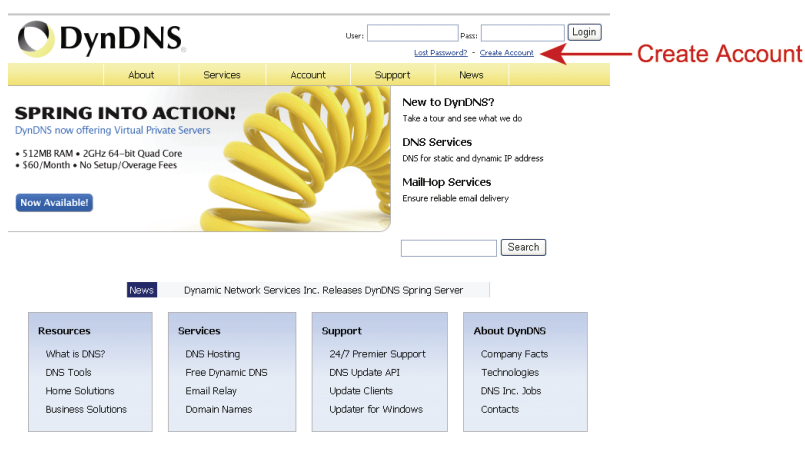 DynDNS
User:
Pass:
Login
Lost Password? - Create Account
Create Account
About Services Account Support News
SPRING INTO ACTION!
DynDNS now offering Virtual Private Servers
• 512MB RAM • 2GHz 64-bit Quad Core
• $60/Month • No Setup/Overage Fees
Now Available!
New to DynDNS?
Take a tour and see what we do
DNS Services
DNS for static and dynamic IP address
MailHop Services
Ensure reliable email delivery
Search
News Dynamic Network Services Inc. Releases DynDNS Spring Server
Resources
What is DNS?
DNS Tools
Home Solutions
Business Solutions
Services
DNS Hosting
Free Dynamic DNS
Email Relay
Domain Names
Support
24/7 Premier Support
DNS Update API
Update Clients
Updater for Windows
About DynDNS
Company Facts
Technologies
DNS Inc. Jobs
Contacts